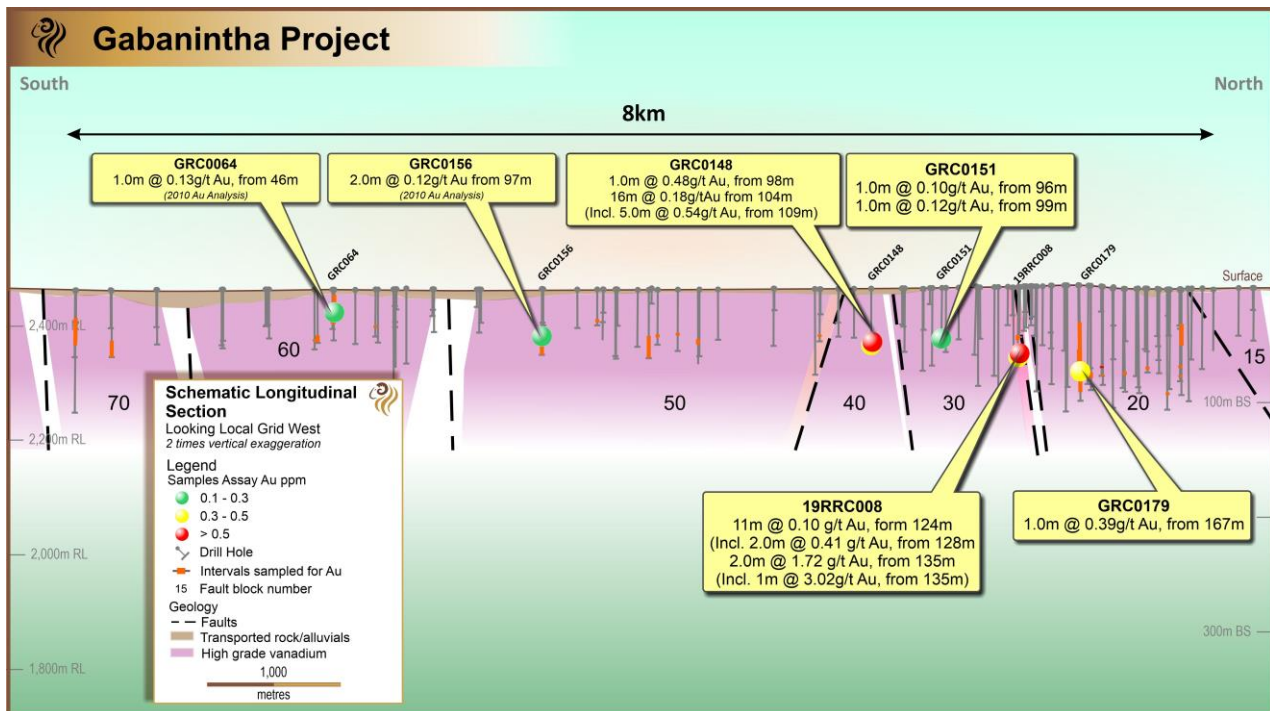 Gabanintha Project
South
North
8km
GRC0064
1.0m @ 0.13g/t Au, from 46m
(2010 Au Analysis)
GRC0156
2.0m @ 0.12g/t Au from 97m
(2010 Au Analysis)
GRC0148
1.0m @ 0.48g/t Au, from 98m
16m @ 0.18g/tAu from 104m
(Incl. 5.0m @ 0.54g/t Au, from 109m)
GRC0151
1.0m @ 0.10g/t Au, from 96m
1.0m @ 0.12g/t Au, from 99m
GRC064
GRC0156
GRC0148
GRC0151
19RRC008
GRC0179
Surface
2,400m RL
60
15
70
50
40
30
20
100m BS
2,200m RL
Schematic Longitudinal
Section
Looking Local Grid West
2 times vertical exaggeration
Legend
Samples Assay Au ppm
0.1 - 0.3
0.3 - 0.5
> 0.5
Drill Hole
Intervals sampled for Au
15 Fault block number
Geology
Faults
Transported rock/alluvials
High grade vanadium
1,000
metres
19RRC008
11m @ 0.10 g/t Au, form 124m
(Incl. 2.0m @ 0.41 g/t Au, from 128m
2.0m @ 1.72 g/t Au, from 135m
(Incl. 1m @ 3.02g/t Au, from 135m)
GRC0179
1.0m @ 0.39g/t Au, from 167m
2,000m RL
300m BS
1,800m RL